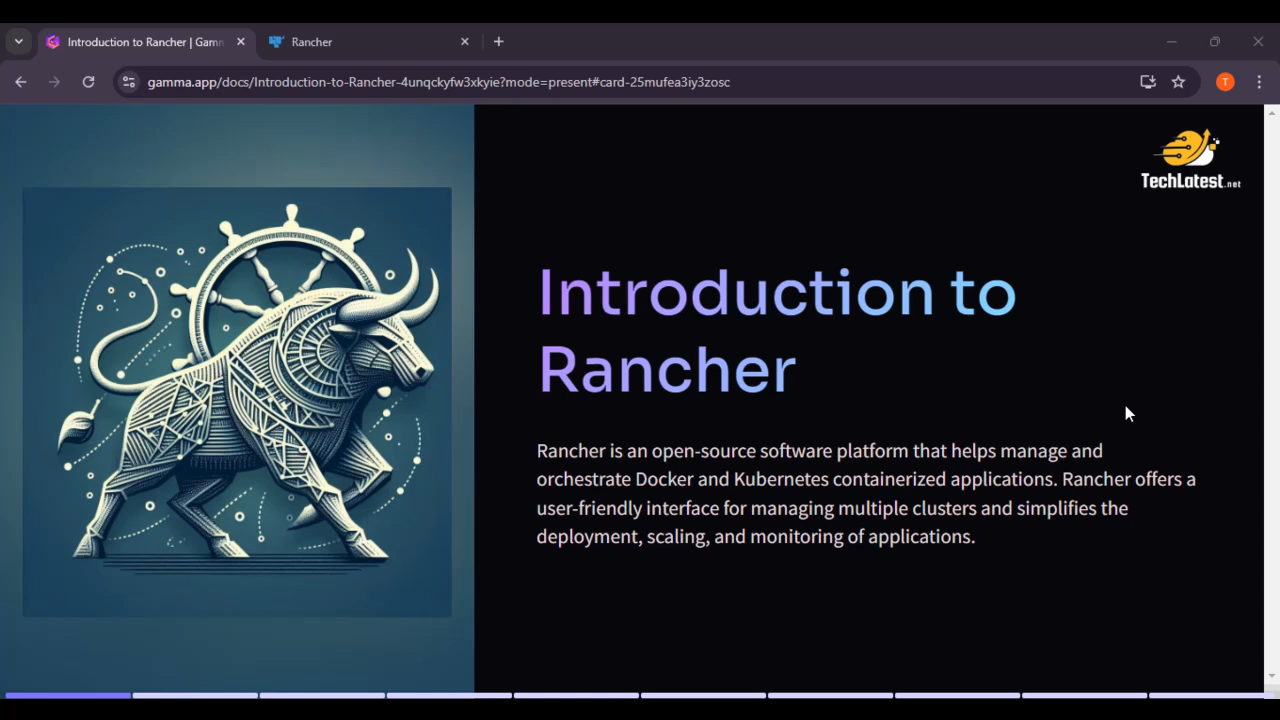 Introduction to Rancher | Gamm
Rancher
gamma.app/docs/Introduction-to-Rancher-4unqckyfw3xkyie?mode=present#card-25mufea3iy3zosc
T
TechLatest.net
Introduction to
Rancher
Rancher is an open-source software platform that helps manage and
orchestrate Docker and Kubernetes containerized applications. Rancher offers a
user-friendly interface for managing multiple clusters and simplifies the
deployment, scaling, and monitoring of applications.